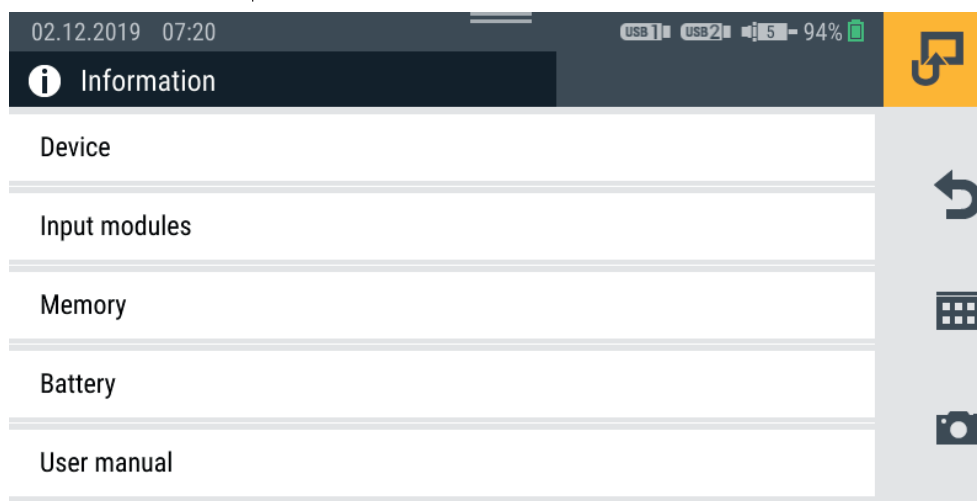 02.12.2019 07:20 USB 1 USB 2 5 94%
Information
Device
Input modules
Memory
Battery
User manual